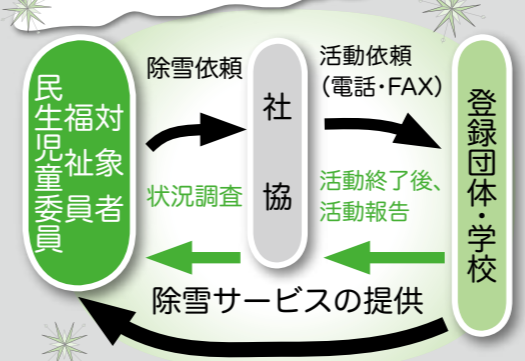 対象者
福祉員
民生児童委員
除雪依頼
状況調査
社協
活動依頼
(電話・FAX)
活動終了後、
活動報告
登録団体・学校
除雪サービスの提供